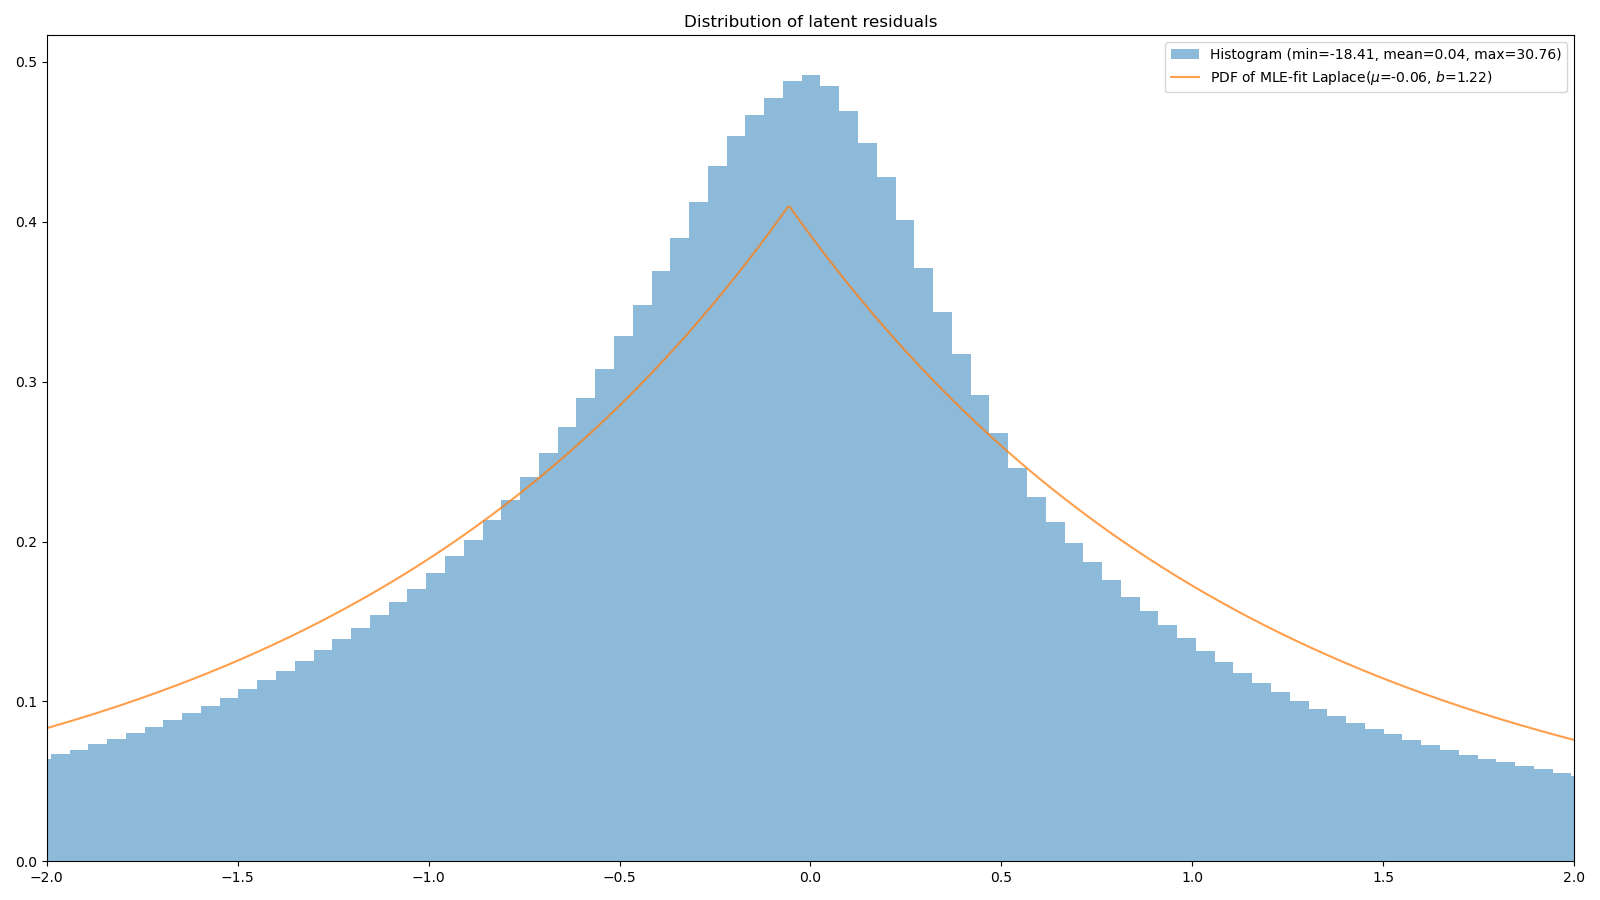 Distribution of latent residuals
Histogram (min=-18.41, mean=0.04, max=30.76)
PDF of MLE-fit Laplace(μ=-0.06, b=1.22)
0.5
0.4
0.3
0.2
0.1
0.0
−2.0 −1.5 −1.0 −0.5 0.0 0.5 1.0 1.5 2.0